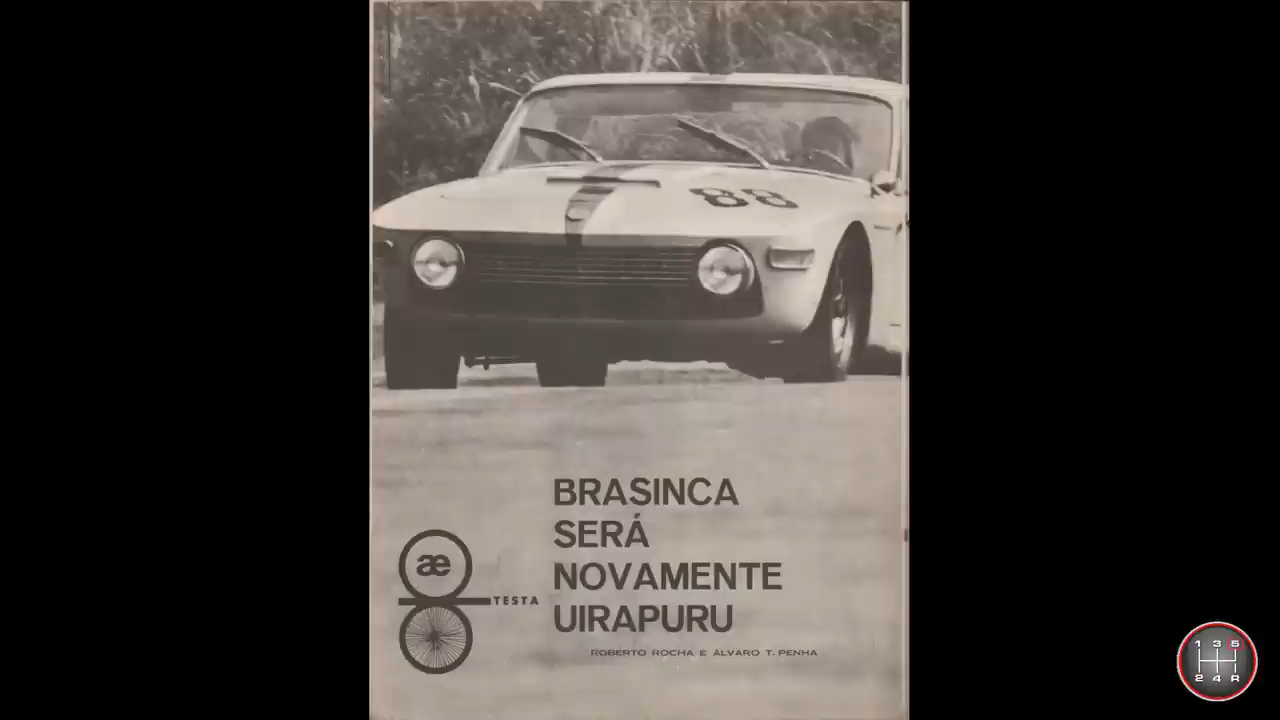 88
BRASINCA
SERÁ
NOVAMENTE
UIRAPURU
ROBERTO ROCHA E ÁLVARO T. PENHA
æ
TESTA
1 3 5
2 4 R